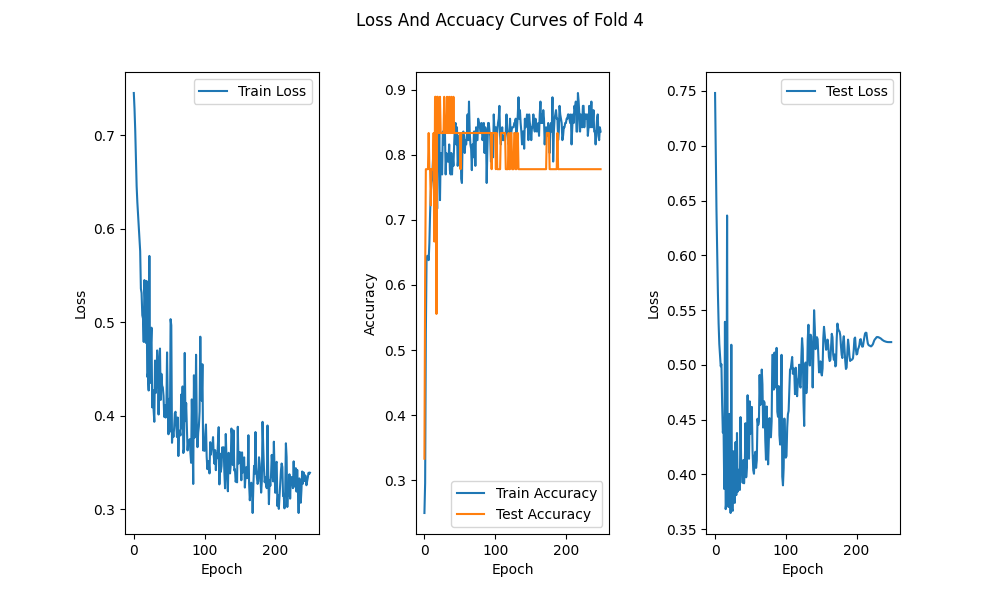 Loss And Accuacy Curves of Fold 4
Train Loss
0.7
0.6
0.5
0.4
0.3
Loss
0
100
200
Epoch
0.9
0.8
0.7
0.6
0.5
0.4
0.3
Accuracy
Train Accuracy
Test Accuracy
0
100
200
Epoch
Test Loss
0.75
0.70
0.65
0.60
0.55
0.50
0.45
0.40
0.35
Loss
0
100
200
Epoch